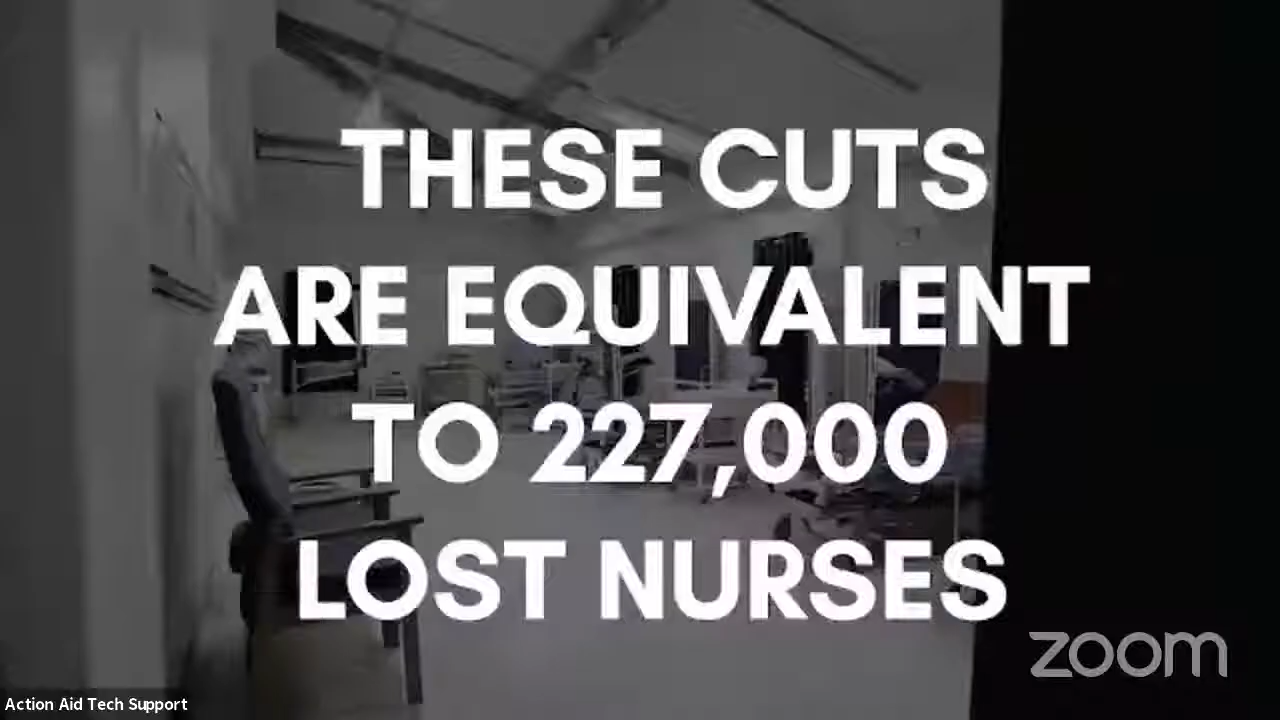 THESE CUTS
ARE EQUIVALENT
TO 227,000
LOST NURSES
zoom
Action Aid Tech Support